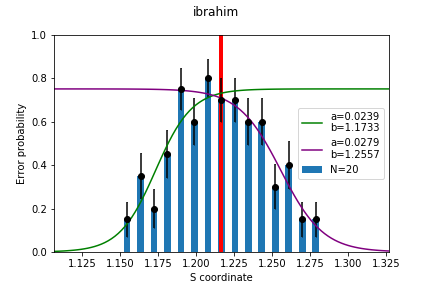 ibrahim
1.0
0.8
0.6
0.4
0.2
0.0
Error probability
a=0.0239
b=1.1733
a=0.0279
b=1.2557
N=20
1.125 1.150 1.175 1.200 1.225 1.250 1.275 1.300 1.325
S coordinate